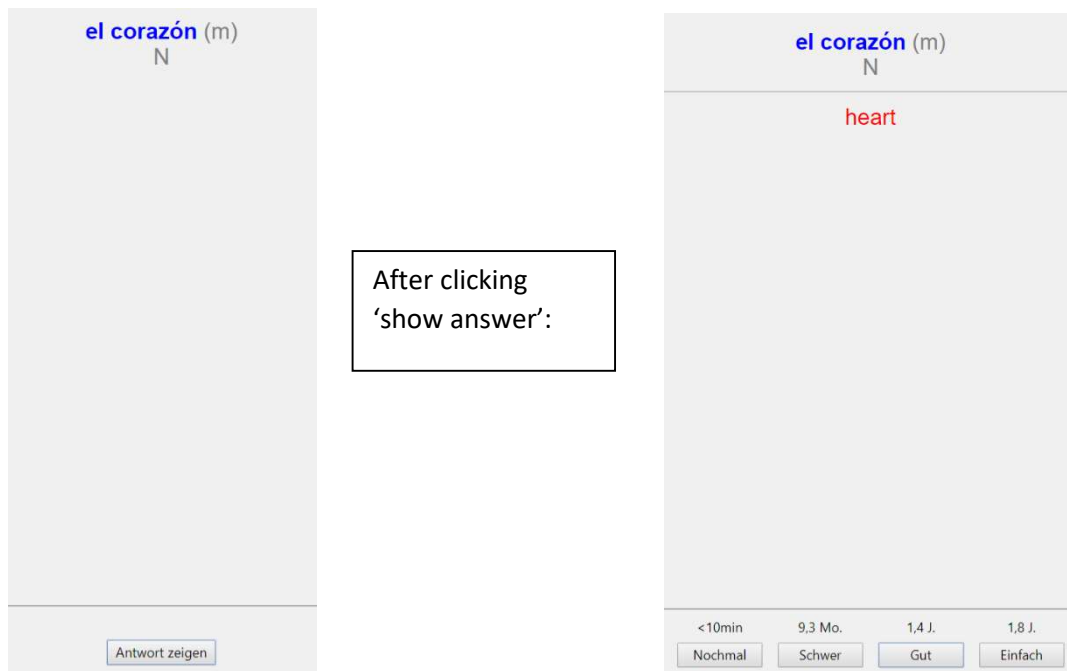 el corazón (m)
N
Antwort zeigen
After clicking
‘show answer’:
el corazón (m)
N
heart
<10min 9,3 Mo. 1,4 J. 1,8 J.
Nochmal Schwer Gut Einfach